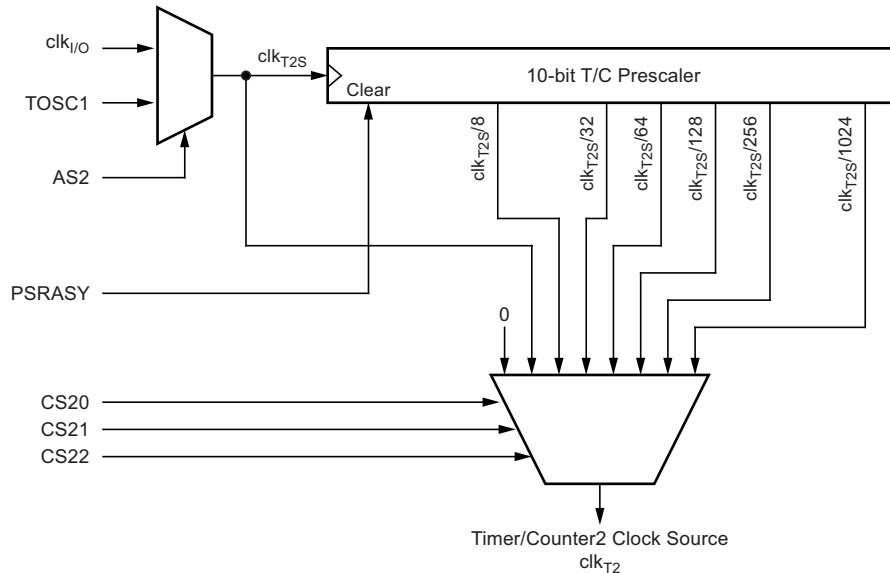 clkI/O
TOSC1
AS2
PSRASY
CS20
CS21
CS22
clkT2S
10-bit T/C Prescaler
Clear
clkT2S/8
clkT2S/32
clkT2S/64
clkT2S/128
clkT2S/256
clkT2S/1024
0
Timer/Counter2 Clock Source
clkT2